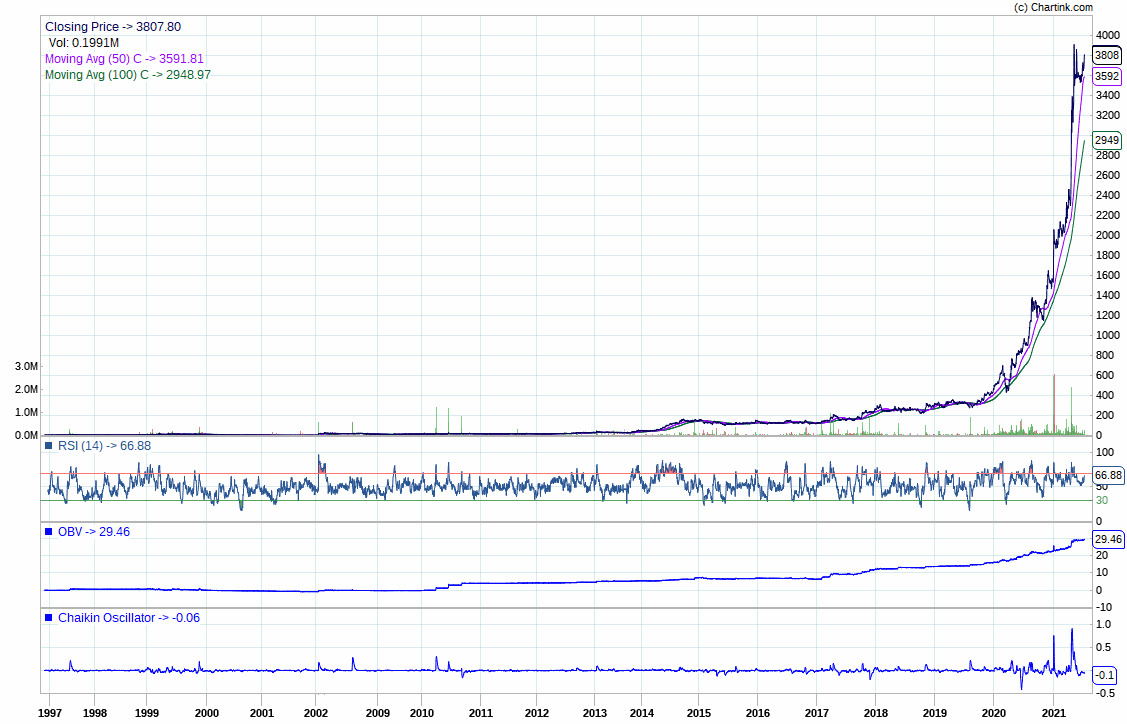 (c) Chartink.com
Closing Price -> 3807.80
Vol: 0.1991M
Moving Avg (50) C -> 3591.81
Moving Avg (100) C -> 2948.97
4000
3808
3592
3400
3200
2949
2800
2600
2400
2200
2000
1800
1600
1400
1200
1000
800
600
400
200
0
3.0M
2.0M
1.0M
0.0M
RSI (14) -> 66.88
100
66.88
50
30
0
OBV -> 29.46
29.46
20
10
0
-10
Chaikin Oscillator -> -0.06
1.0
0.5
-0.1
-0.5
1997 1998 1999 2000 2001 2002 2009 2010 2011 2012 2013 2014 2015 2016 2017 2018 2019 2020 2021